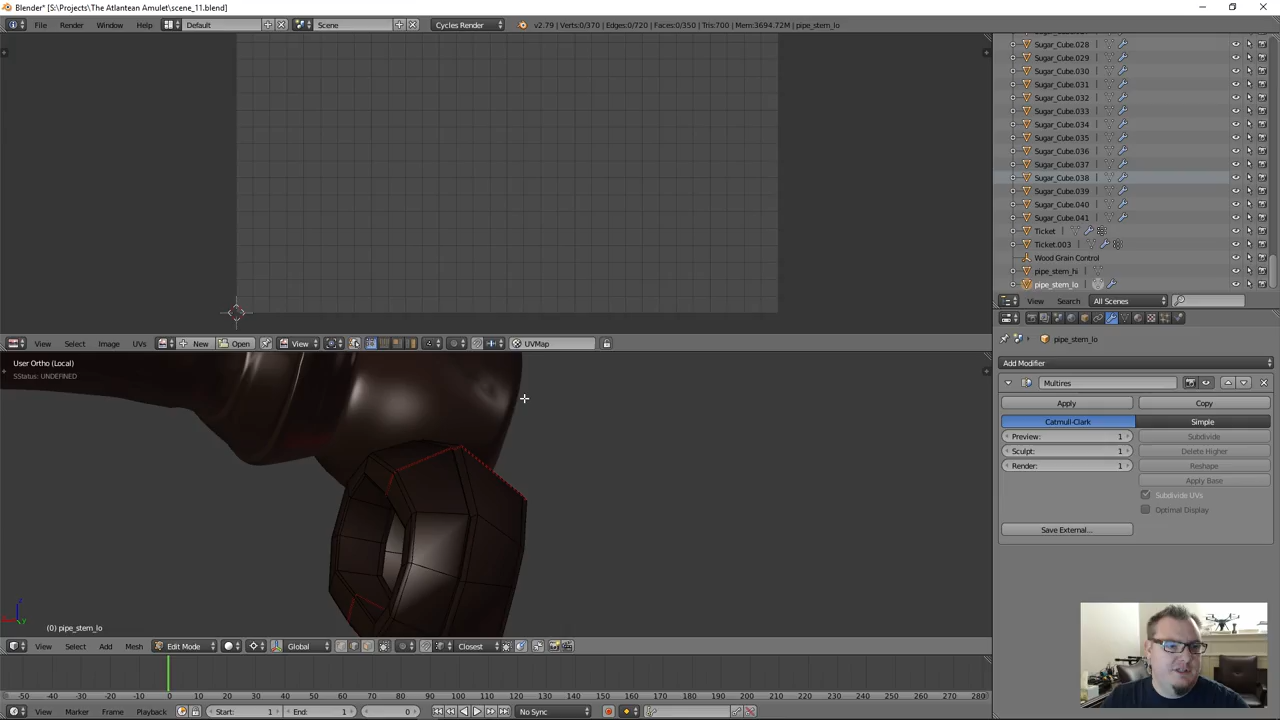 Blender* [S:\Projects\The Atlantean Amulet\scene_11.blend]
File Render Window Help Default Scene Cycles Render v2.79 | Verts:0/370 | Edges:0/720 | Faces:0/350 | Tris:700 | Mem:3694.72M | pipe_stem_lo
Sugar_Cube.028
Sugar_Cube.029
Sugar_Cube.030
Sugar_Cube.031
Sugar_Cube.032
Sugar_Cube.033
Sugar_Cube.034
Sugar_Cube.035
Sugar_Cube.036
Sugar_Cube.037
Sugar_Cube.038
Sugar_Cube.039
Sugar_Cube.040
Sugar_Cube.041
Ticket
Ticket.003
Wood Grain Control
pipe_stem_hi
pipe_stem_lo
View Search All Scenes
pipe_stem_lo
Add Modifier
Multires
Apply Copy
Catmull-Clark Simple
Preview: 1 Subdivide
Sculpt: 1 Delete Higher
Render: 1 Reshape
Apply Base
Subdivide UVs
Optimal Display
Save External...
View Select Image UVs New Open View UVMap
User Ortho (Local)
SStatus: UNDEFINED
(0) pipe_stem_lo
View Select Add Mesh Edit Mode Global Closest
-50 -40 -30 -20 -10 0 10 20 30 40 50 60 70 80 90 100 110 120 130 140 150 160 170 180 190 200 210 220 230 240 250 260 270 280
View Marker Frame Playback Start: 1 End: 1 0 No Sync